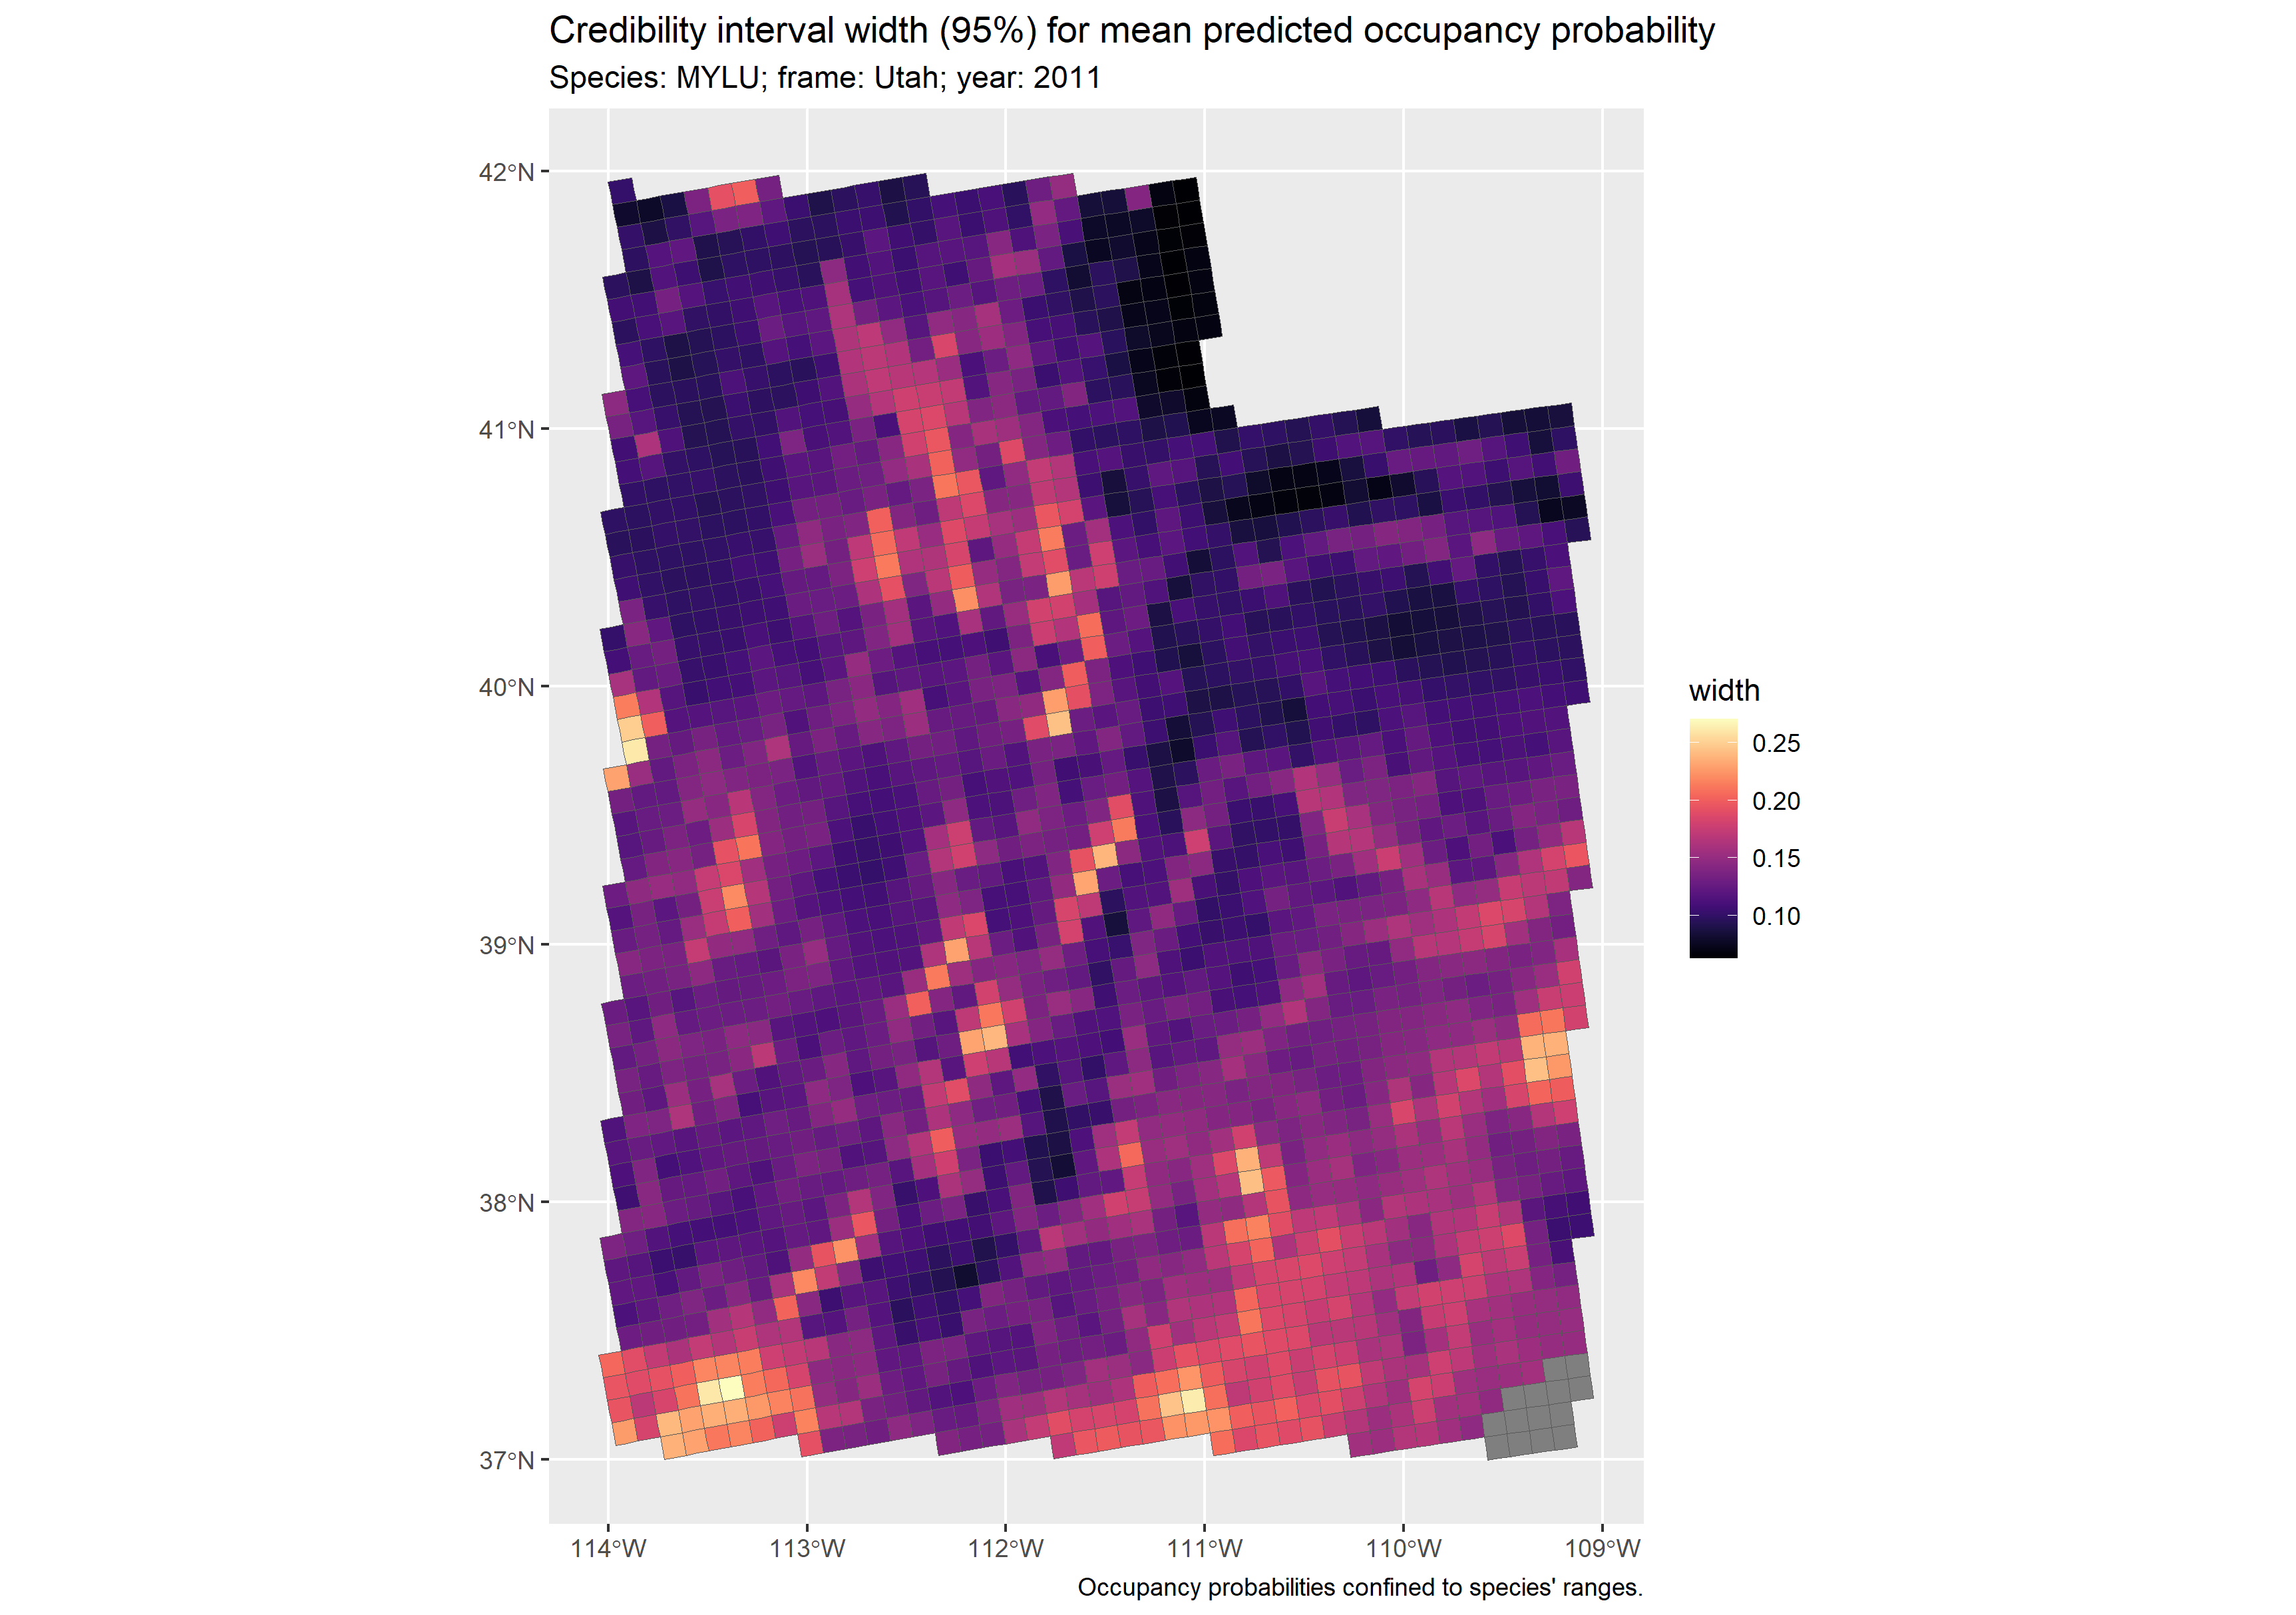 Credibility interval width (95%) for mean predicted occupancy probability
Species: MYLU; frame: Utah; year: 2011
42°N
41°N
40°N
39°N
38°N
37°N
114°W
113°W
112°W
111°W
110°W
109°W
width
0.25
0.20
0.15
0.10
Occupancy probabilities confined to species' ranges.